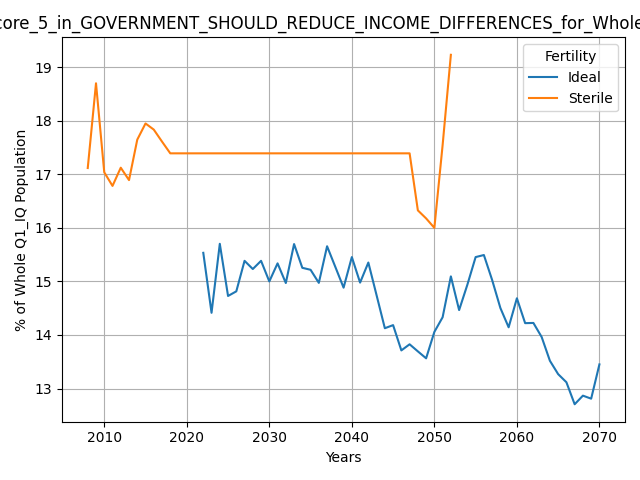 core_5_in_GOVERNMENT_SHOULD_REDUCE_INCOME_DIFFERENCES_for_Whole
19
18
17
16
15
14
13
% of Whole Q1_IQ Population
Fertility
Ideal
Sterile
2010 2020 2030 2040 2050 2060 2070
Years